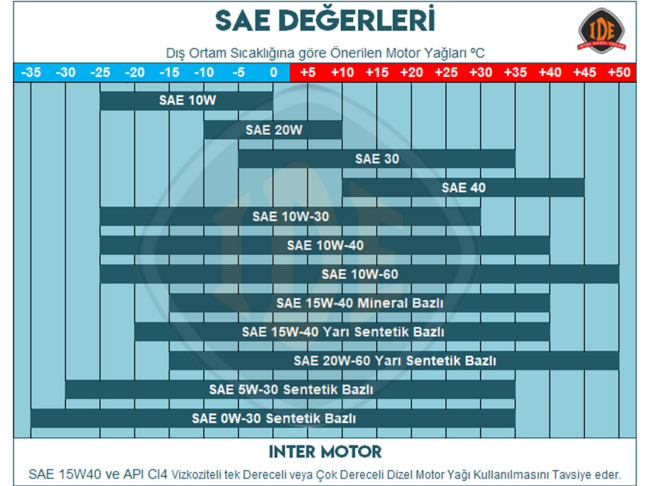 SAE DEĞERLERİ
IDE
Dış Ortam Sıcaklığına göre Önerilen Motor Yağları ºC
-35 -30 -25 -20 -15 -10 -5 0 +5 +10 +15 +20 +25 +30 +35 +40 +45 +50
SAE 10W
SAE 20W
SAE 30
SAE 40
SAE 10W-30
SAE 10W-40
SAE 10W-60
SAE 15W-40 Mineral Bazlı
SAE 15W-40 Yarı Sentetik Bazlı
SAE 20W-60 Yarı Sentetik Bazlı
SAE 5W-30 Sentetik Bazlı
SAE 0W-30 Sentetik Bazlı
IDE
INTER MOTOR
SAE 15W40 ve API CI4 Vizkoziteli tek Dereceli veya Çok Dereceli Dizel Motor Yağı Kullanılmasını Tavsiye eder.